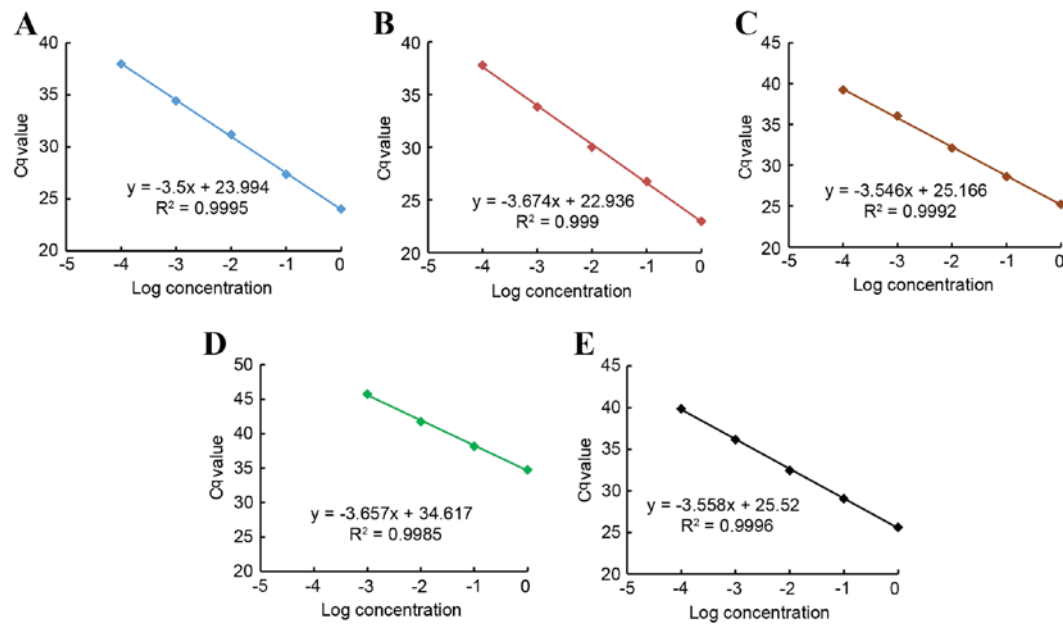 A
40
35
30
25
20
Cq value
y = -3.5x + 23.994
R² = 0.9995
-5 -4 -3 -2 -1 0
Log concentration
B
40
35
30
25
20
Cq value
y = -3.674x + 22.936
R² = 0.999
-5 -4 -3 -2 -1 0
Log concentration
C
45
40
35
30
25
20
Cq value
y = -3.546x + 25.166
R² = 0.9992
-5 -4 -3 -2 -1 0
Log concentration
D
50
45
40
35
30
25
20
Cq value
y = -3.657x + 34.617
R² = 0.9985
-5 -4 -3 -2 -1 0
Log concentration
E
45
40
35
30
25
20
Cq value
y = -3.558x + 25.52
R² = 0.9996
-5 -4 -3 -2 -1 0
Log concentration